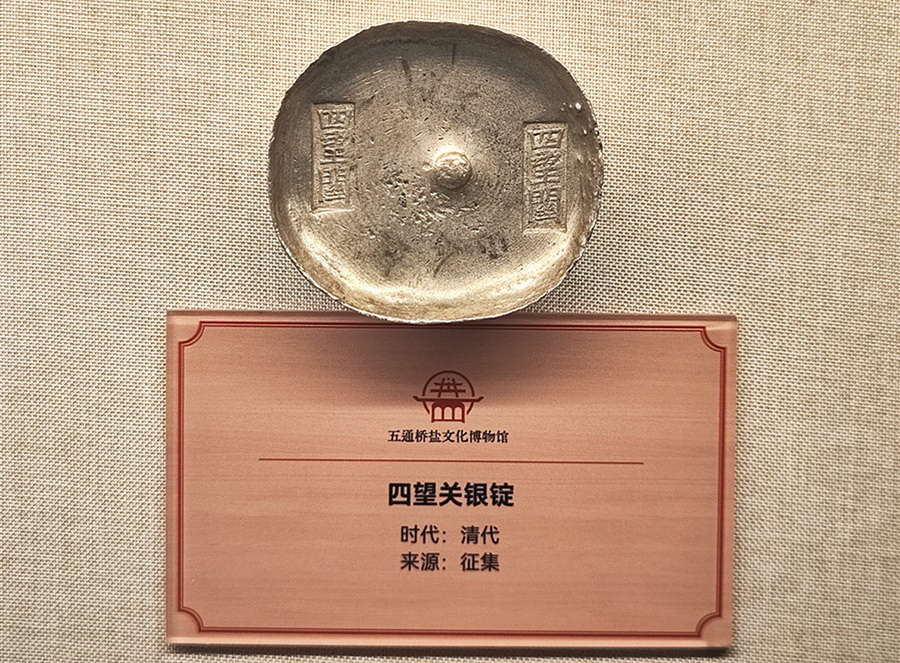 四望關
四望關
五通桥盐文化博物馆
四望关银锭
时代：清代
来源：征集